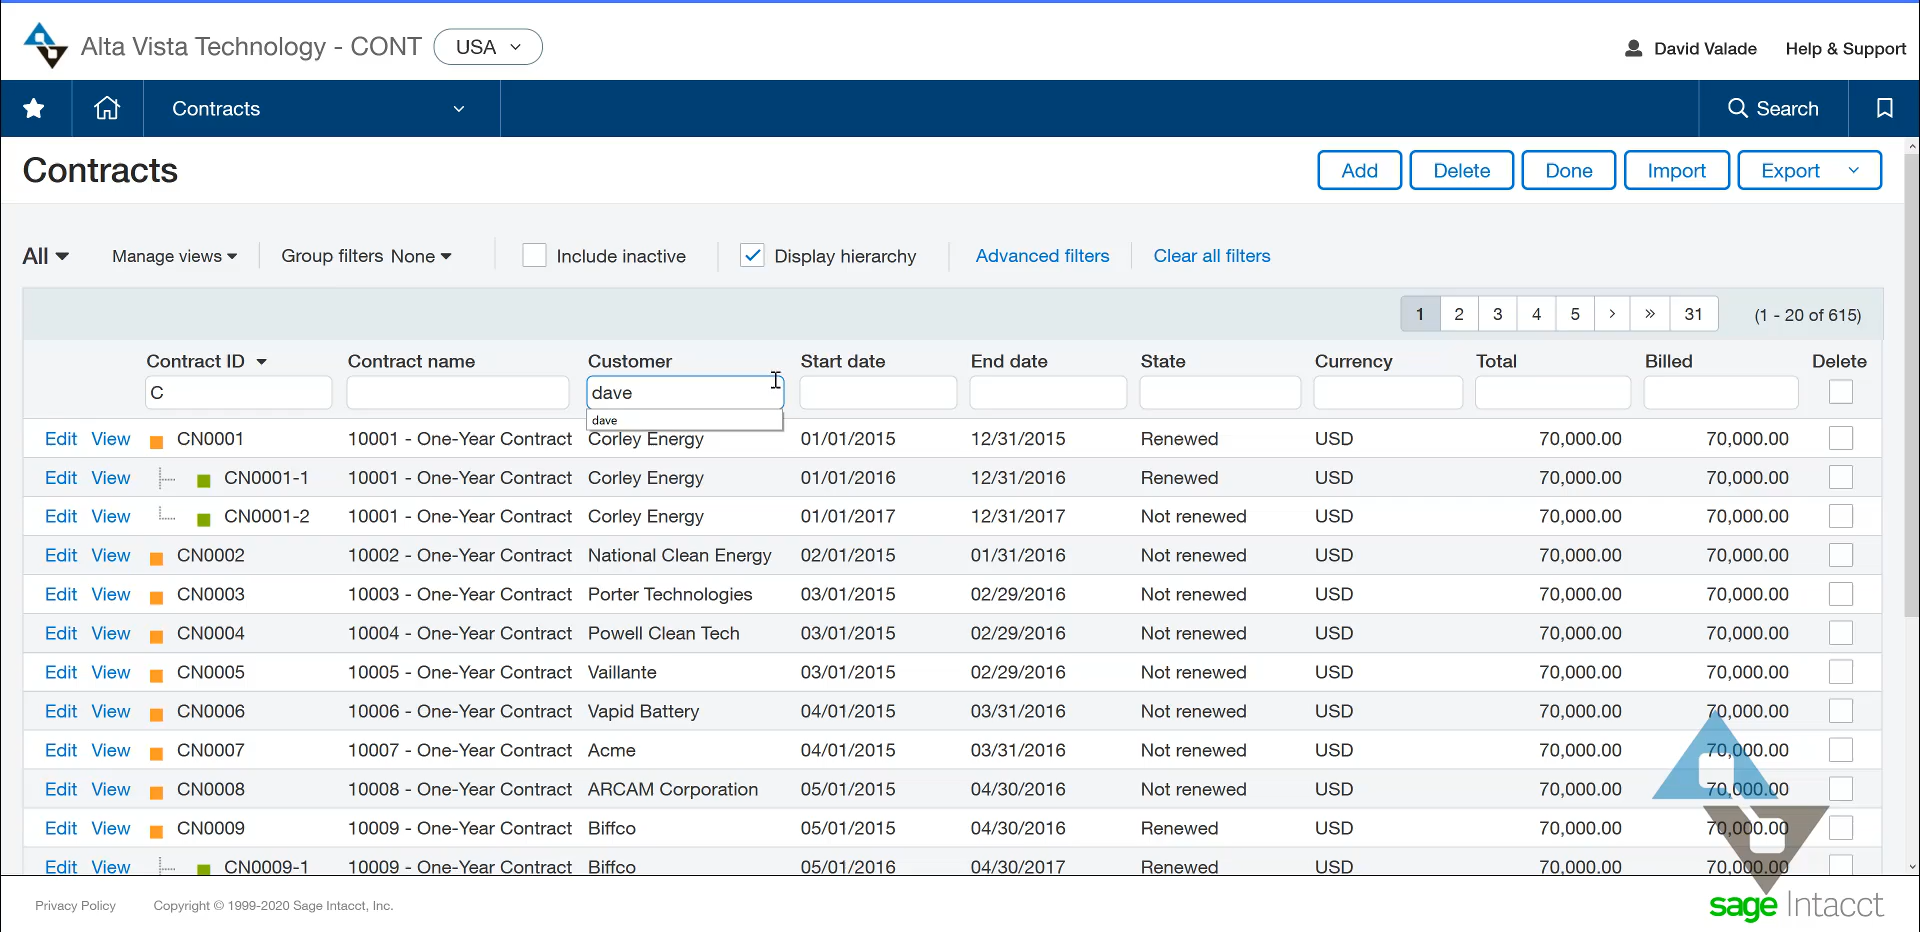 Alta Vista Technology - CONT USA
David Valade Help & Support
Contracts Search
Contracts Add Delete Done Import Export
All Manage views Group filters None Include inactive Display hierarchy Advanced filters Clear all filters
1 2 3 4 5 > » 31 (1 - 20 of 615)
Contract ID Contract name Customer Start date End date State Currency Total Billed Delete
C dave
dave
Edit View CN0001 10001 - One-Year Contract Corley Energy 01/01/2015 12/31/2015 Renewed USD 70,000.00 70,000.00
Edit View CN0001-1 10001 - One-Year Contract Corley Energy 01/01/2016 12/31/2016 Renewed USD 70,000.00 70,000.00
Edit View CN0001-2 10001 - One-Year Contract Corley Energy 01/01/2017 12/31/2017 Not renewed USD 70,000.00 70,000.00
Edit View CN0002 10002 - One-Year Contract National Clean Energy 02/01/2015 01/31/2016 Not renewed USD 70,000.00 70,000.00
Edit View CN0003 10003 - One-Year Contract Porter Technologies 03/01/2015 02/29/2016 Not renewed USD 70,000.00 70,000.00
Edit View CN0004 10004 - One-Year Contract Powell Clean Tech 03/01/2015 02/29/2016 Not renewed USD 70,000.00 70,000.00
Edit View CN0005 10005 - One-Year Contract Vaillante 03/01/2015 02/29/2016 Not renewed USD 70,000.00 70,000.00
Edit View CN0006 10006 - One-Year Contract Vapid Battery 04/01/2015 03/31/2016 Not renewed USD 70,000.00 70,000.00
Edit View CN0007 10007 - One-Year Contract Acme 04/01/2015 03/31/2016 Not renewed USD 70,000.00 70,000.00
Edit View CN0008 10008 - One-Year Contract ARCAM Corporation 05/01/2015 04/30/2016 Not renewed USD 70,000.00 70,000.00
Edit View CN0009 10009 - One-Year Contract Biffco 05/01/2015 04/30/2016 Renewed USD 70,000.00 70,000.00
Edit View CN0009-1 10009 - One-Year Contract Biffco 05/01/2016 04/30/2017 Renewed USD 70,000.00 70,000.00
Privacy Policy Copyright © 1999-2020 Sage Intacct, Inc. sage Intacct